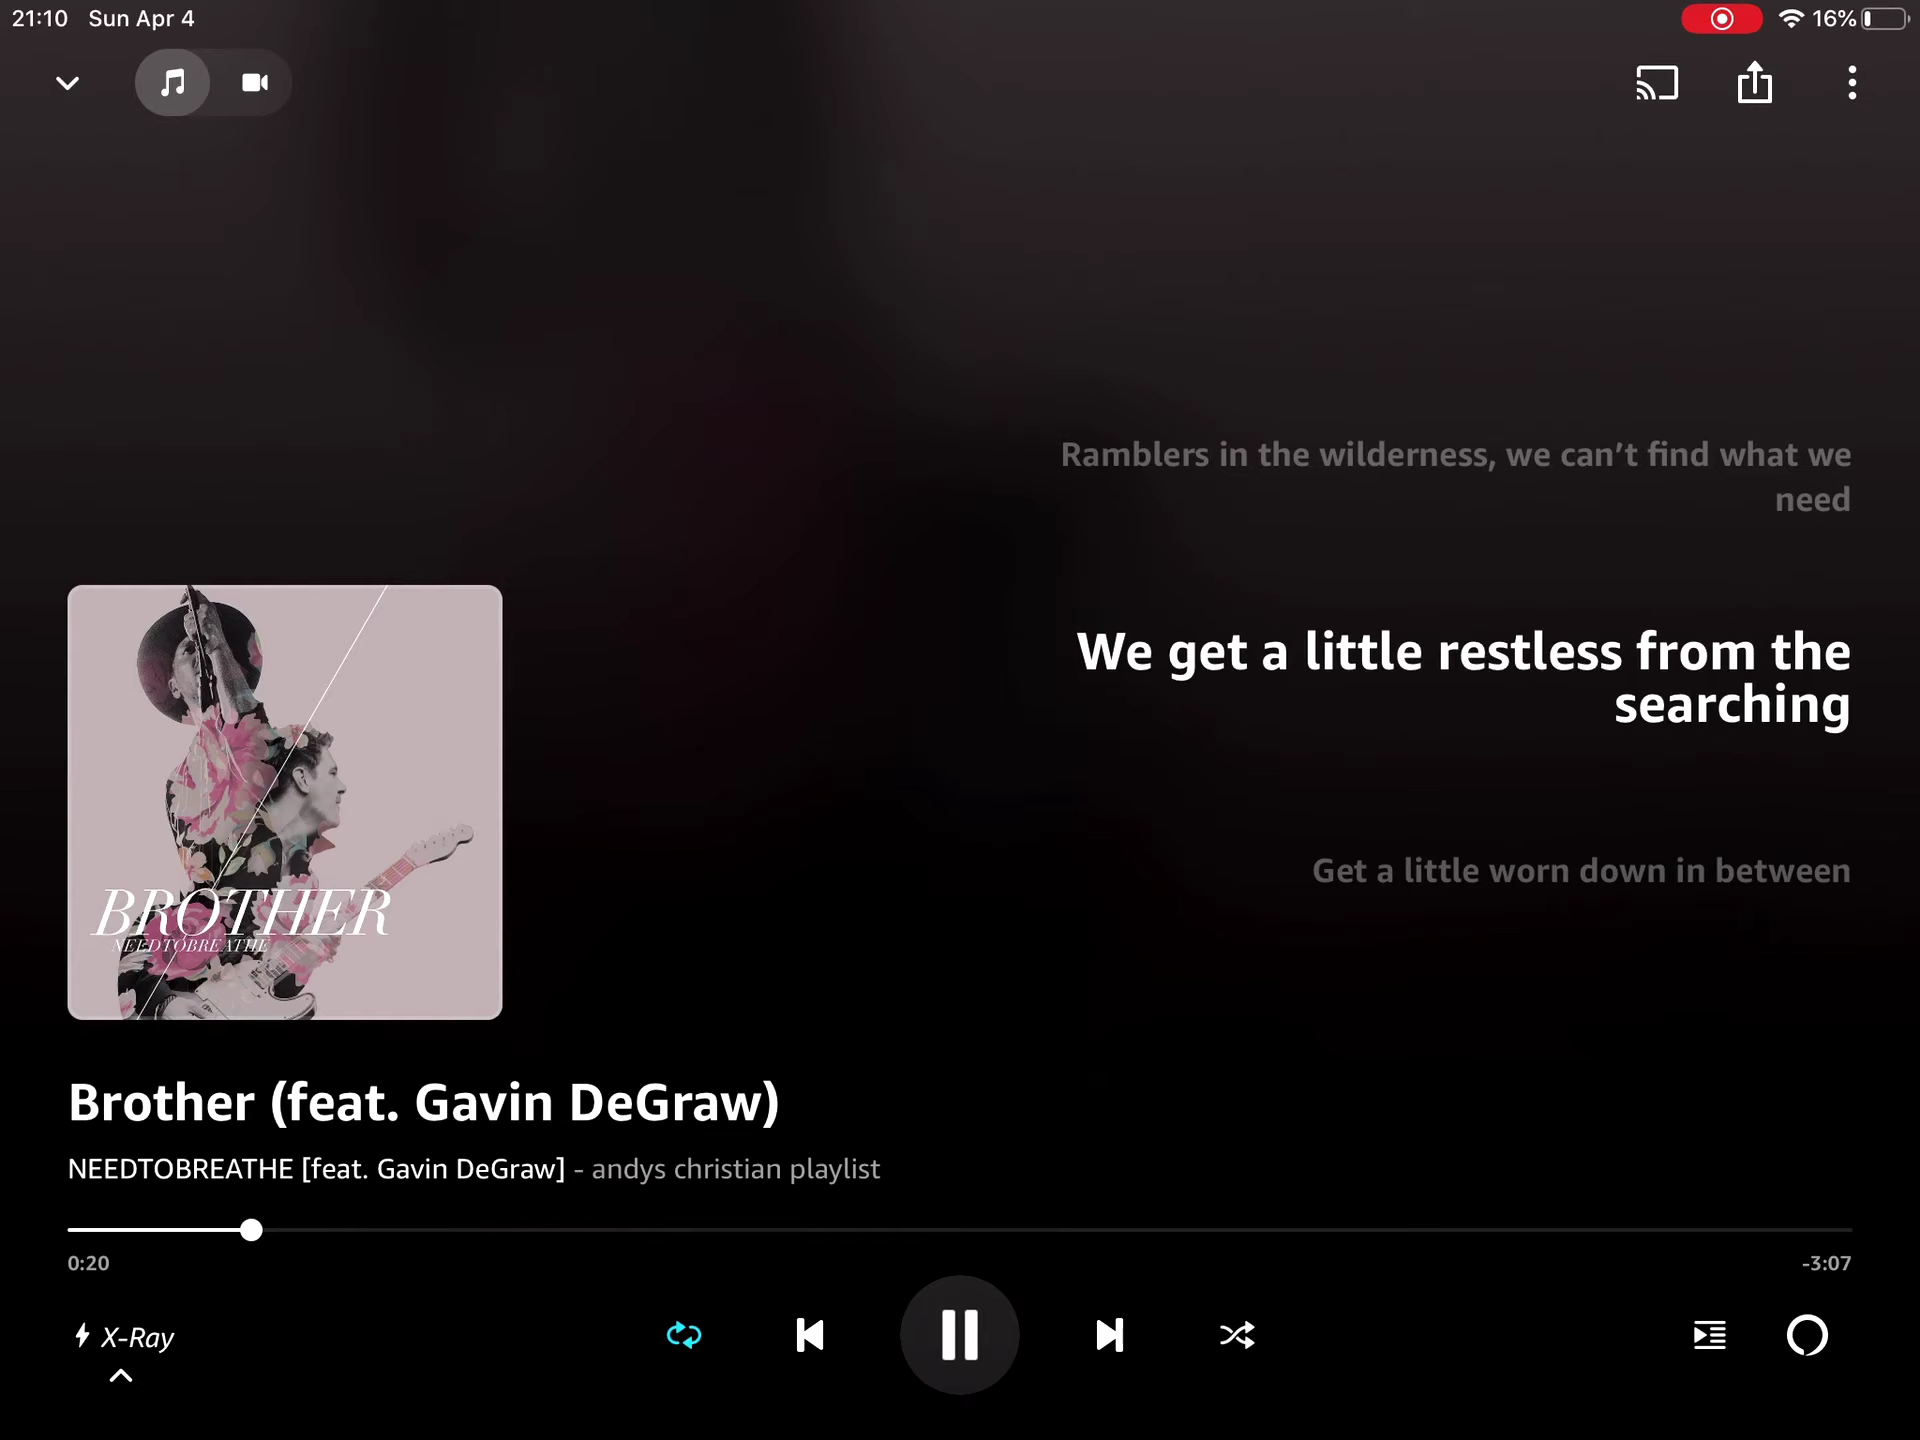 21:10 Sun Apr 4
16%
Ramblers in the wilderness, we can’t find what we
need
We get a little restless from the
searching
Get a little worn down in between
BROTHER
NEEDTOBREATHE
Brother (feat. Gavin DeGraw)
NEEDTOBREATHE [feat. Gavin DeGraw] - andys christian playlist
0:20
-3:07
X-Ray